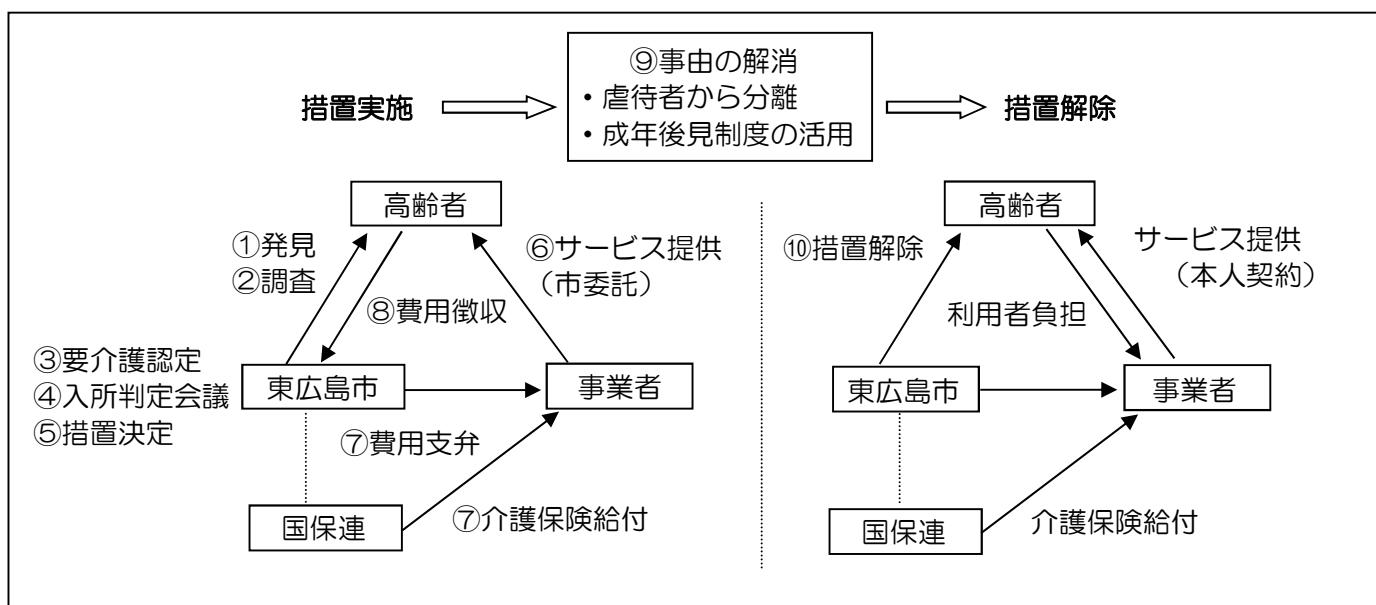 ⑨事由の解消
・虐待者から分離
・成年後見制度の活用
措置実施
措置解除
高齢者
①発見
②調査
⑥サービス提供
（市委託）
⑧費用徴収
③要介護認定
④入所判定会議
⑤措置決定
東広島市
事業者
⑦費用支弁
国保連
⑦介護保険給付
高齢者
⑩措置解除
サービス提供
（本人契約）
利用者負担
東広島市
事業者
国保連
介護保険給付